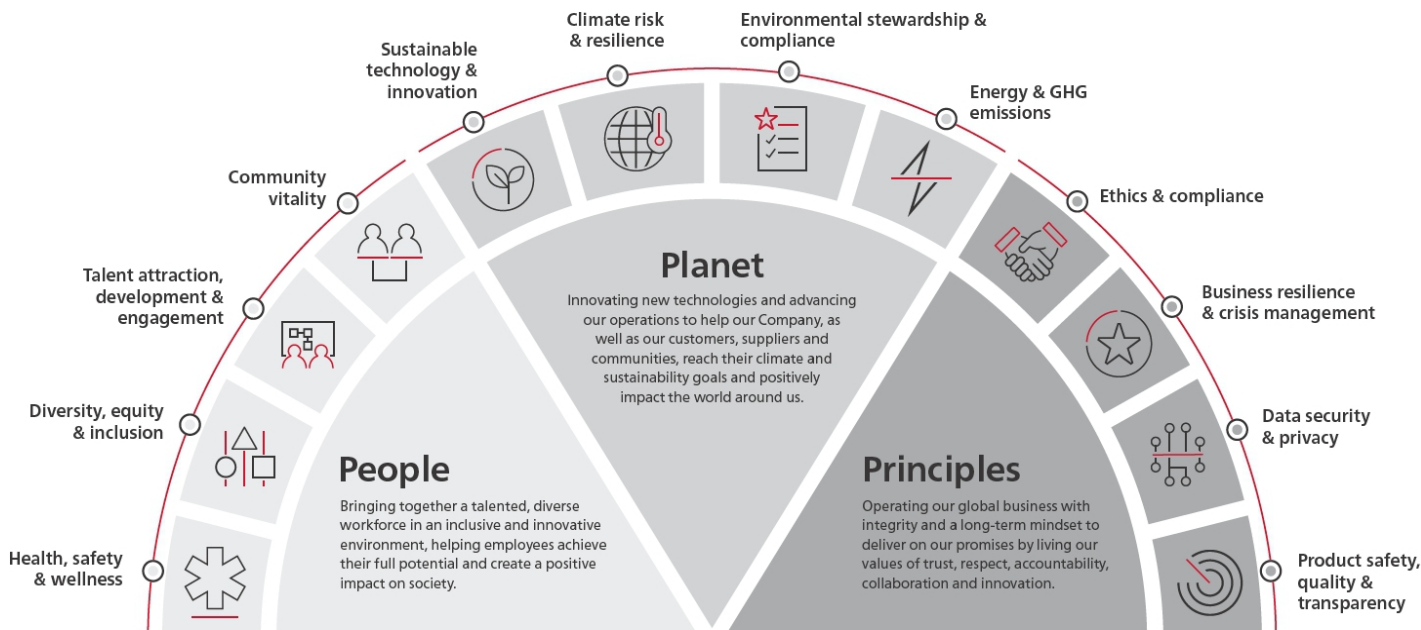 Climate risk
& resilience
Environmental stewardship &
compliance
Sustainable
technology &
innovation
Energy & GHG
emissions
Community
vitality
Ethics & compliance
Talent attraction,
development &
engagement
Business resilience
& crisis management
Diversity, equity
& inclusion
Data security
& privacy
Health, safety
& wellness
Product safety,
quality &
transparency
Planet
Innovating new technologies and advancing
our operations to help our Company, as
well as our customers, suppliers and
communities, reach their climate and
sustainability goals and positively
impact the world around us.
People
Bringing together a talented, diverse
workforce in an inclusive and innovative
environment, helping employees achieve
their full potential and create a positive
impact on society.
Principles
Operating our global business with
integrity and a long-term mindset to
deliver on our promises by living our
values of trust, respect, accountability,
collaboration and innovation.